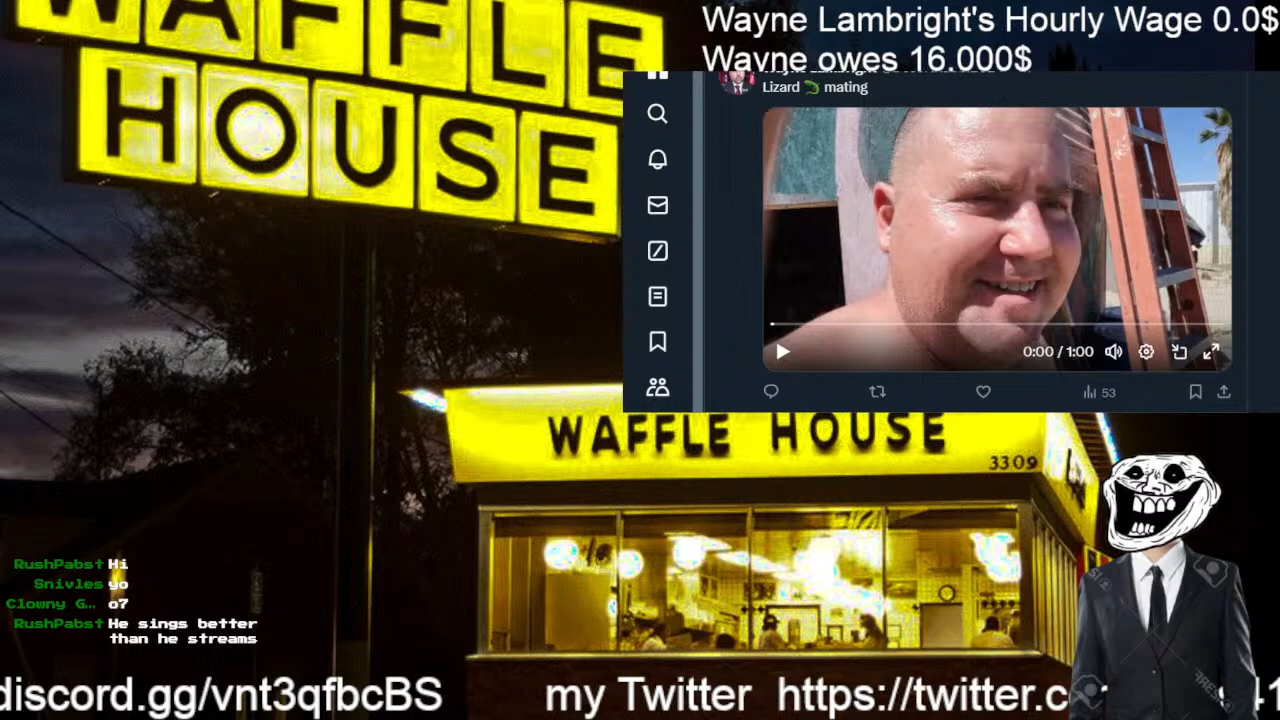 WAFFLE
HOUSE
Wayne Lambright's Hourly Wage 0.0$
Wayne owes 16.000$
Lizard 🦎 mating
0:00 / 1:00
53
WAFFLE HOUSE
3309
RushPabst Hi
Snivles yo
Clowny G… o7
RushPabst He sings better
than he streams
discord.gg/vnt3qfbcBS my Twitter https://twitter.c